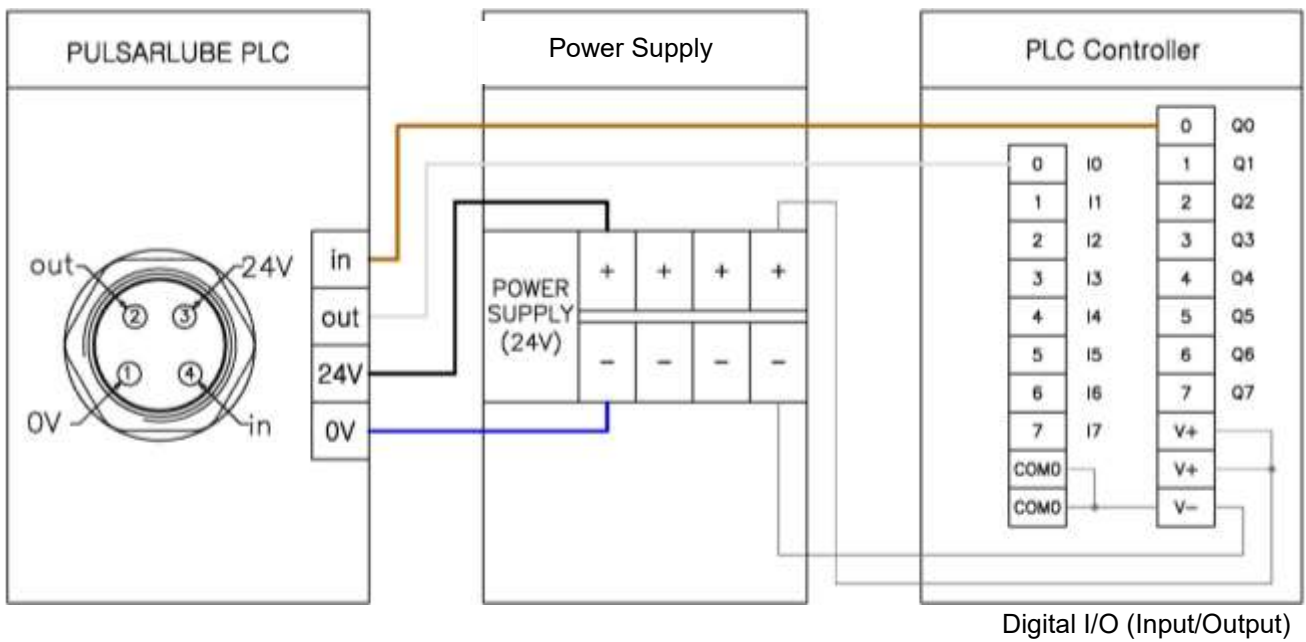 PULSARLUBE PLC
Power Supply
PLC Controller
out
24V
2
3
1
4
0V
in
in
out
24V
0V
POWER
SUPPLY
(24V)
+ + + +
- - - -
0 Q0
0 I0 1 Q1
1 I1 2 Q2
2 I2 3 Q3
3 I3 4 Q4
4 I4 5 Q5
5 I5 6 Q6
6 I6 7 Q7
7 I7 V+
COM0 V+
COM0 V-
Digital I/O (Input/Output)